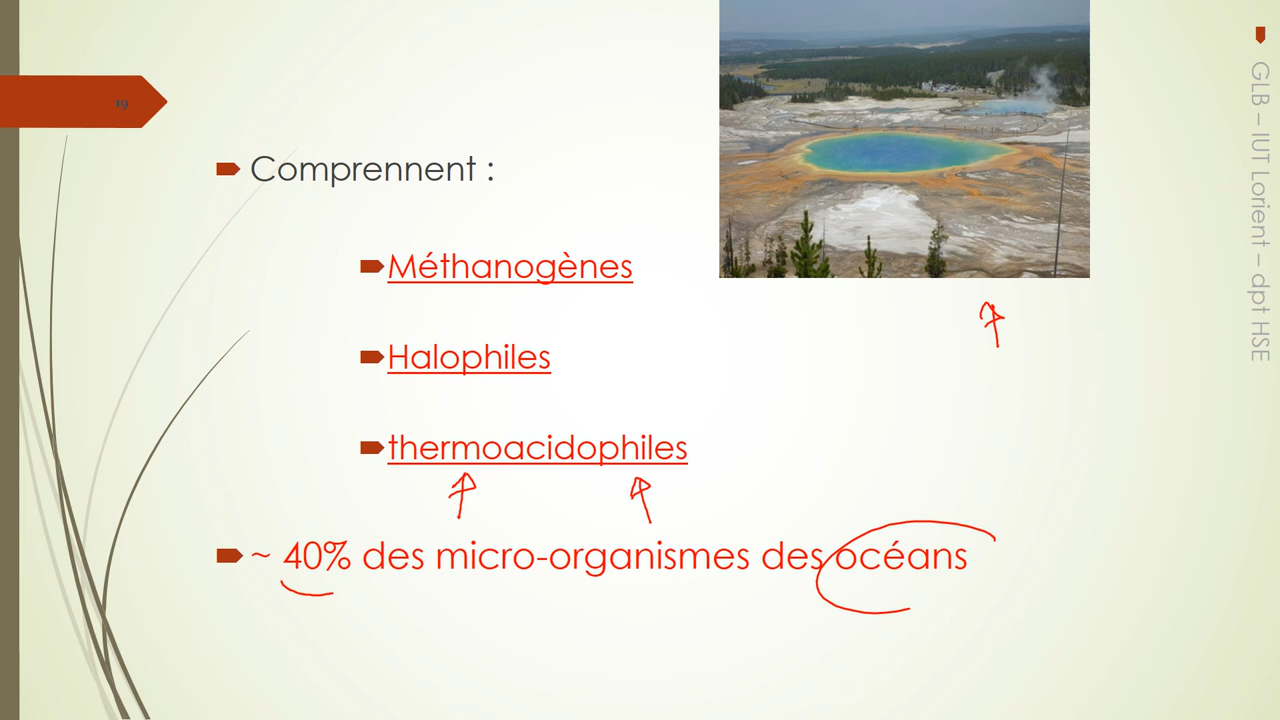 19
Comprennent :
Méthanogènes
Halophiles
thermoacidophiles
~ 40% des micro-organismes des océans
GLB – IUT Lorient – dpt HSE